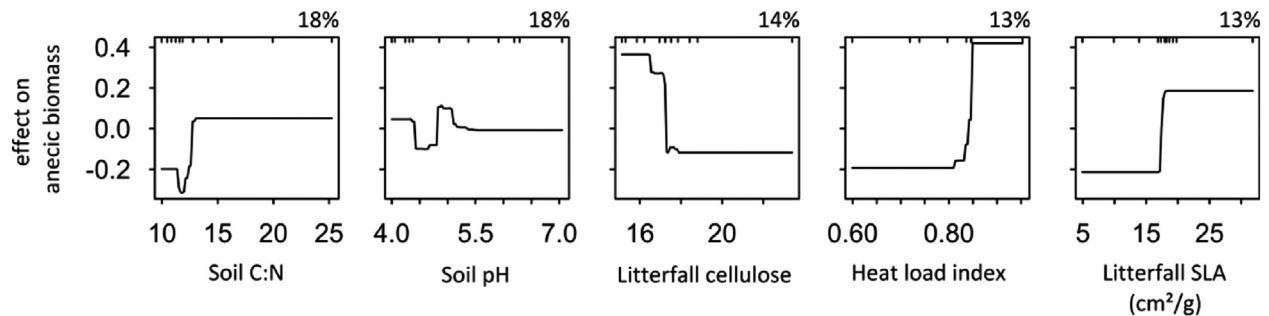 18% 18% 14% 13% 13%
effect on
anecic biomass
0.4
0.2
0.0
-0.2
10 15 20 25 4.0 5.5 7.0 16 20 0.60 0.80 5 15 25
Soil C:N Soil pH Litterfall cellulose Heat load index Litterfall SLA
(cm²/g)